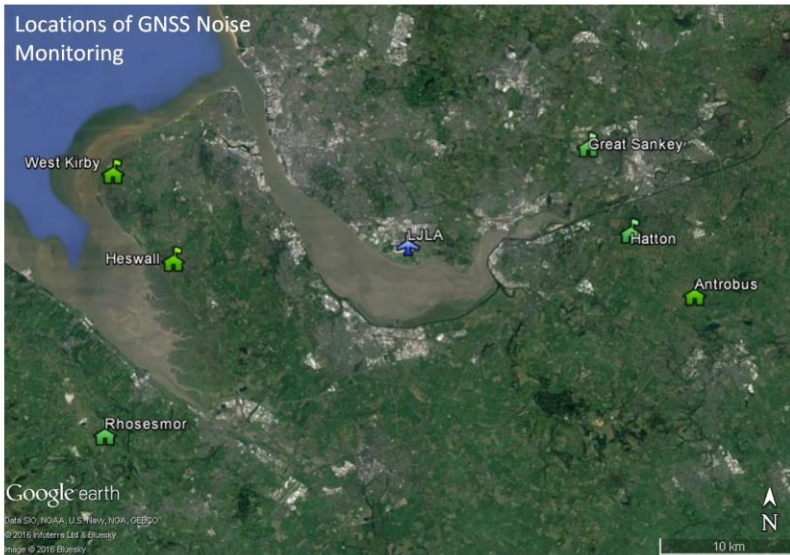 Locations of GNSS Noise
Monitoring
Great Sankey
West Kirby
LJLA
Hatton
Heswall
Antrobus
Rhosesmor
Google earth
Data SIO, NOAA, U.S. Navy, NGA, GEBCO
© 2016 Infoterra Ltd & Bluesky
Image © 2016 Bluesky
N
10 km